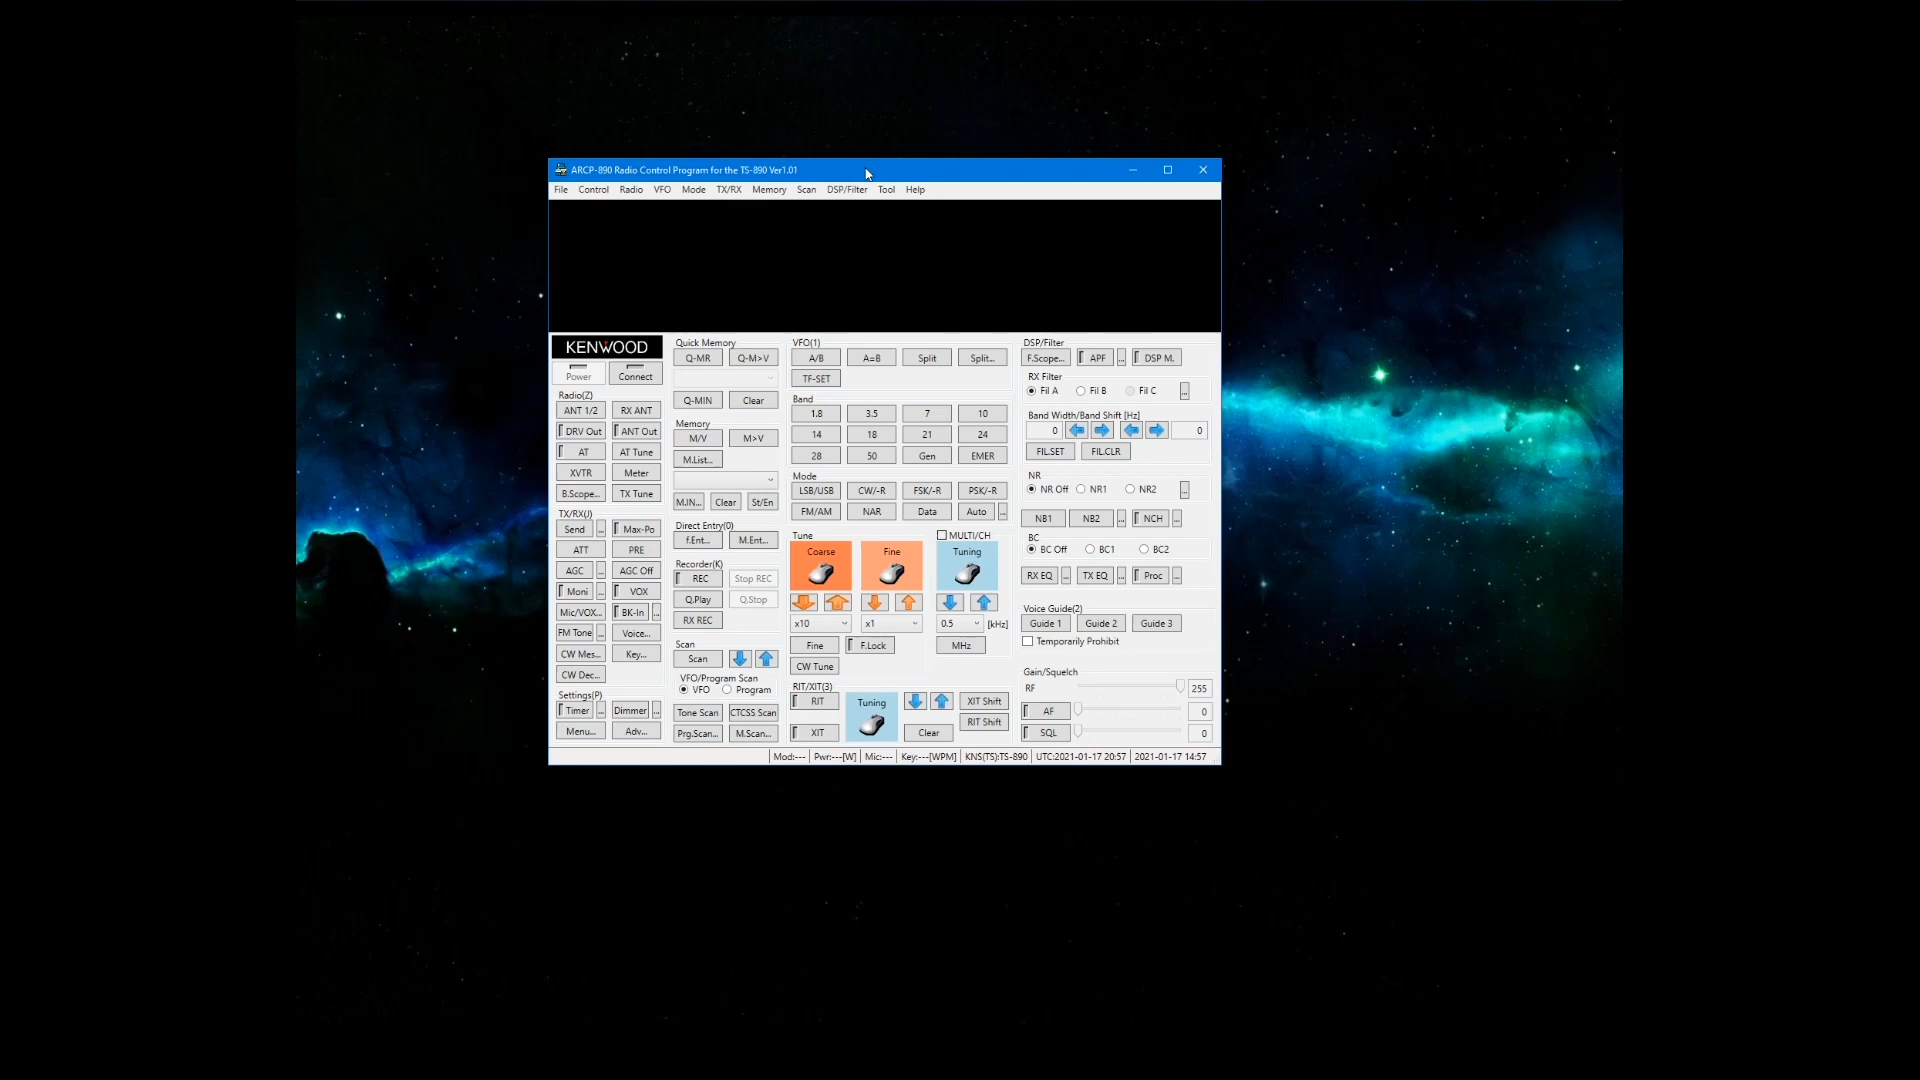 ARCP-890 Radio Control Program for the TS-890 Ver1.01
File Control Radio VFO Mode TX/RX Memory Scan DSP/Filter Tool Help
KENWOOD
Power Connect
Radio(Z)
ANT 1/2 RX ANT
DRV Out ANT Out
AT AT Tune
XVTR Meter
B.Scope... TX Tune
TX/RX(J)
Send ... Max-Po
ATT PRE
AGC ... AGC Off
Moni ... VOX
Mic/VOX... BK-In ...
FM Tone ... Voice...
CW Mes... Key...
CW Dec...
Settings(P)
Timer ... Dimmer ...
Menu... Adv...
Quick Memory
Q-MR Q-M>V
Q-MIN Clear
Memory
M/V M>V
M.List...
M.IN... Clear St/En
Direct Entry(0)
f.Ent... M.Ent...
Recorder(K)
REC Stop REC
Q.Play Q.Stop
RX REC
Scan
Scan
VFO/Program Scan
VFO Program
Tone Scan CTCSS Scan
Prg.Scan... M.Scan...
VFO(1)
A/B A=B Split Split...
TF-SET
Band
1.8 3.5 7 10
14 18 21 24
28 50 Gen EMER
Mode
LSB/USB CW/-R FSK/-R PSK/-R
FM/AM NAR Data Auto ...
Tune MULTI/CH
Coarse Fine Tuning
x10 x1 0.5 [kHz]
Fine F.Lock MHz
CW Tune
RIT/XIT(3)
RIT Tuning XIT Shift
RIT Shift
XIT Clear
DSP/Filter
F.Scope... APF ... DSP M.
RX Filter
Fil A Fil B Fil C ...
Band Width/Band Shift [Hz]
0 0
FIL.SET FIL.CLR
NR
NR Off NR1 NR2 ...
NB1 NB2 ... NCH ...
BC
BC Off BC1 BC2
RX EQ ... TX EQ ... Proc ...
Voice Guide(2)
Guide 1 Guide 2 Guide 3
Temporarily Prohibit
Gain/Squelch
RF 255
AF 0
SQL 0
Mod:--- Pwr:---[W] Mic:--- Key:---[WPM] KNS(TS):TS-890 UTC:2021-01-17 20:57 2021-01-17 14:57